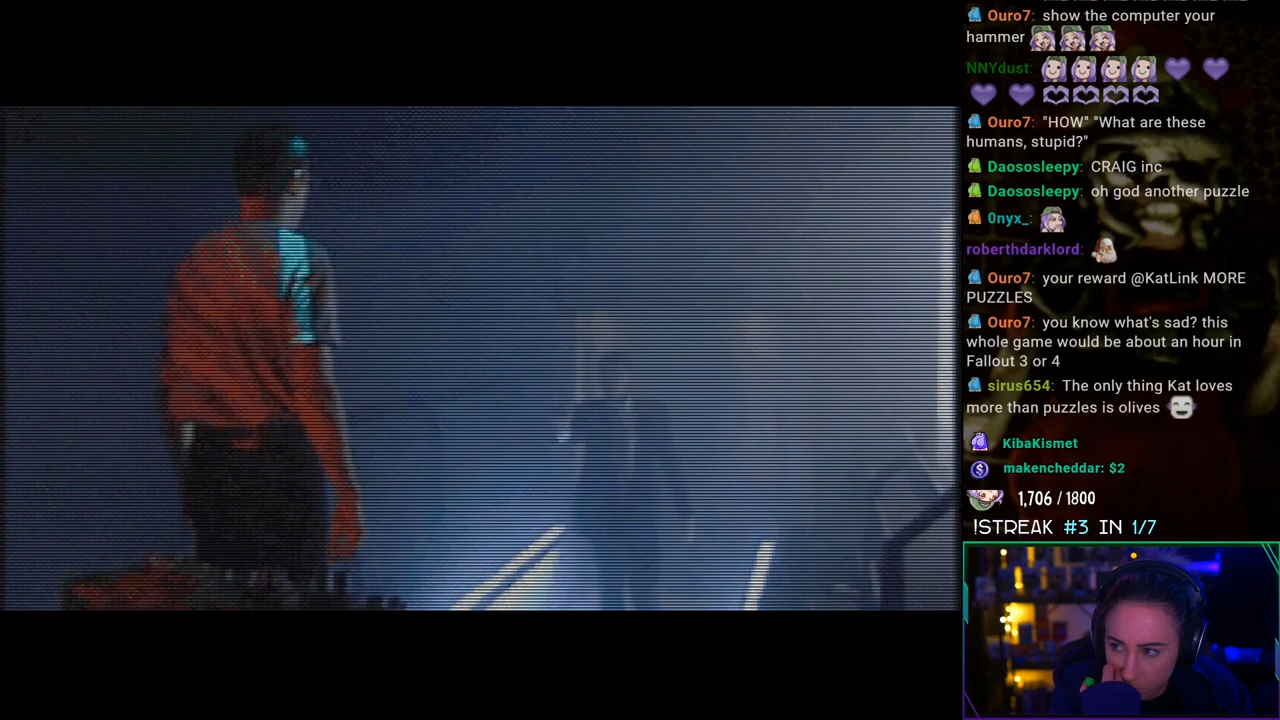 Ouro7: show the computer your
hammer
NNYdust:
Ouro7: "HOW" "What are these
humans, stupid?"
Daososleepy: CRAIG inc
Daososleepy: oh god another puzzle
0nyx_:
roberthdarklord:
Ouro7: your reward @KatLink MORE
PUZZLES
Ouro7: you know what's sad? this
whole game would be about an hour in
Fallout 3 or 4
sirus654: The only thing Kat loves
more than puzzles is olives
KibaKismet
makencheddar: $2
1,706 / 1800
!STREAK #3 IN 1/7